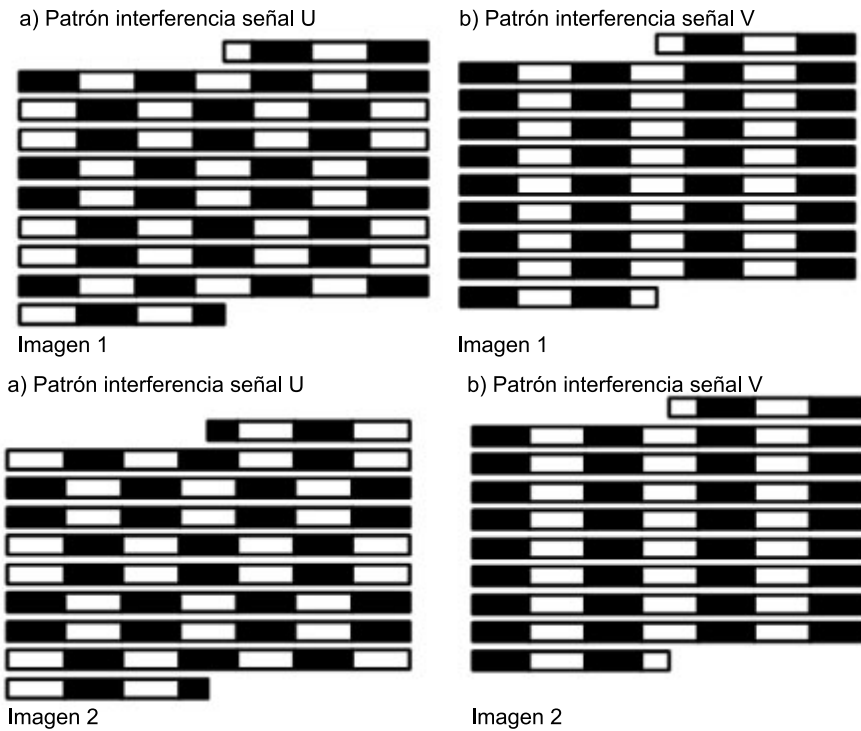 a) Patrón interferencia señal U
b) Patrón interferencia señal V
Imagen 1
Imagen 1
a) Patrón interferencia señal U
b) Patrón interferencia señal V
Imagen 2
Imagen 2